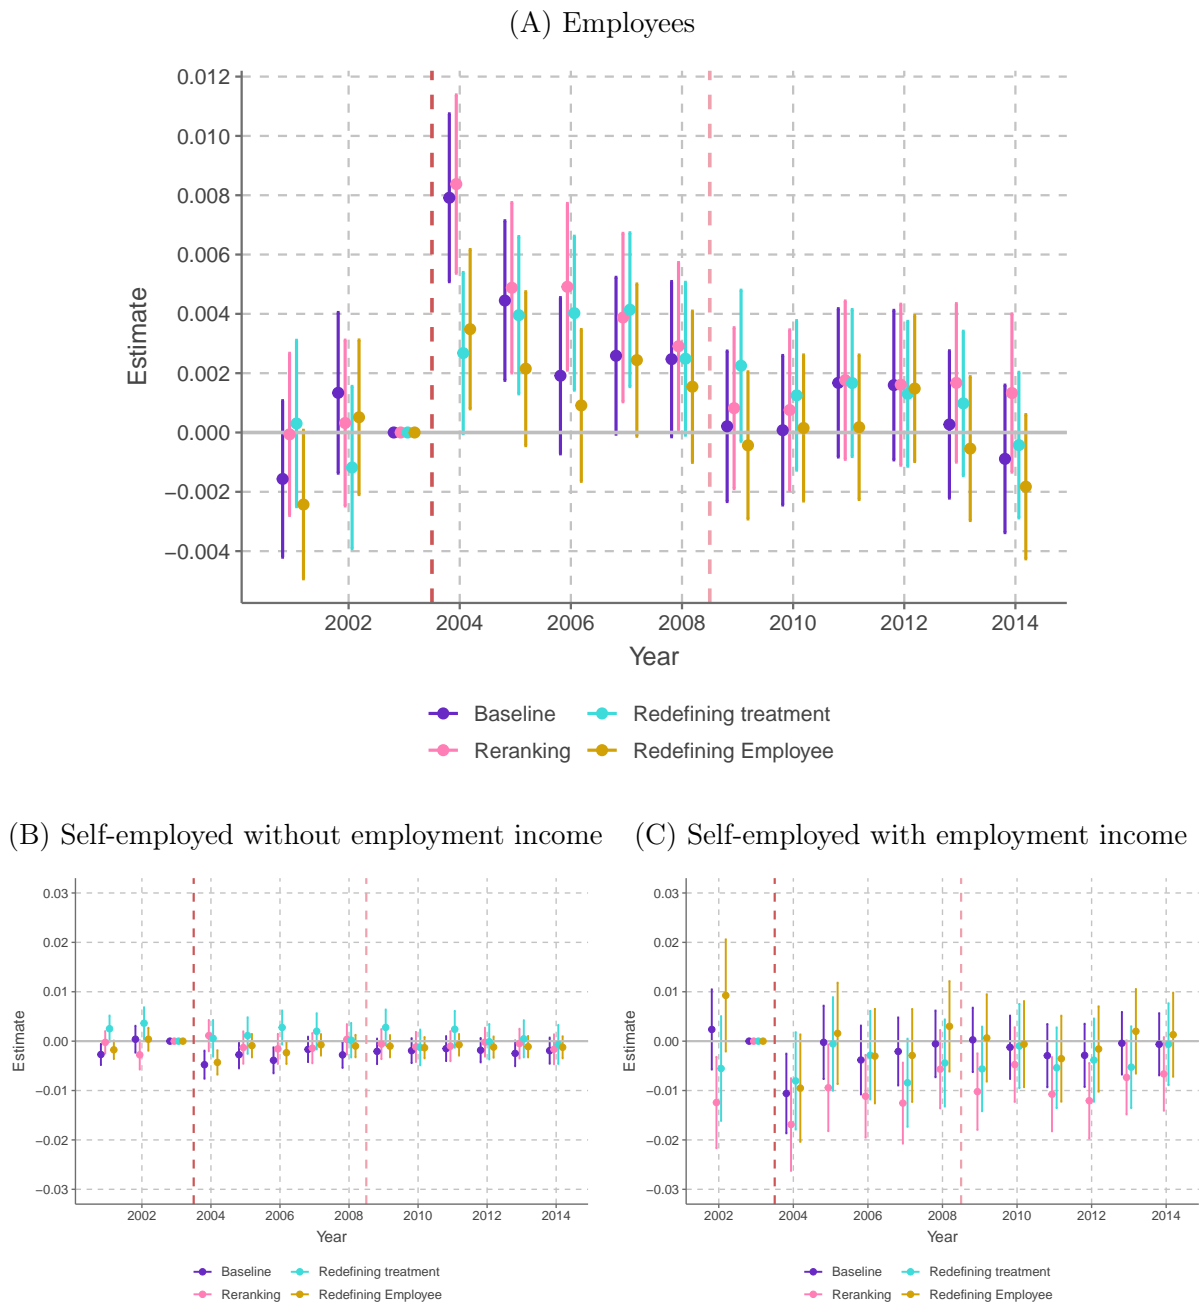 (A) Employees
0.012
0.010
0.008
0.006
0.004
0.002
0.000
−0.002
−0.004
Estimate
2002 2004 2006 2008 2010 2012 2014
Year
Baseline Redefining treatment
Reranking Redefining Employee
(B) Self-employed without employment income
0.03
0.02
0.01
0.00
−0.01
−0.02
−0.03
Estimate
2002 2004 2006 2008 2010 2012 2014
Year
Baseline Redefining treatment
Reranking Redefining Employee
(C) Self-employed with employment income
0.03
0.02
0.01
0.00
−0.01
−0.02
−0.03
Estimate
2002 2004 2006 2008 2010 2012 2014
Year
Baseline Redefining treatment
Reranking Redefining Employee